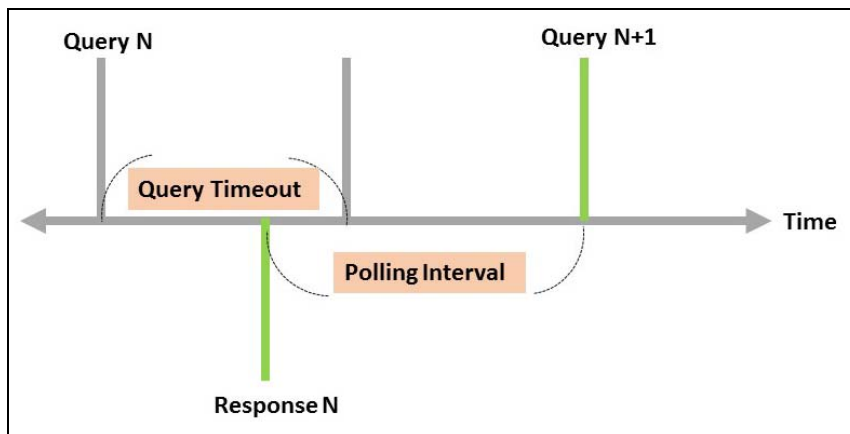 Query N
Query N+1
Query Timeout
Time
Polling Interval
Response N